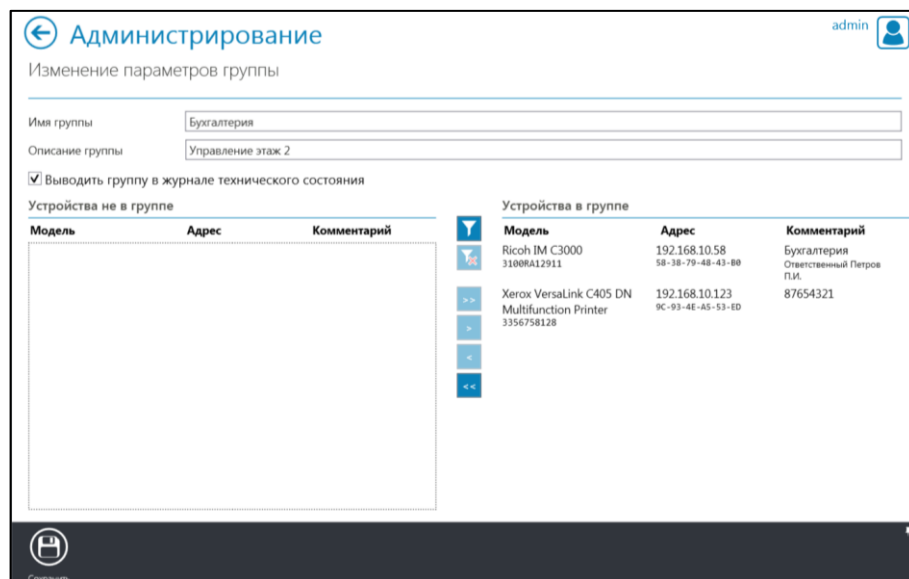 Администрирование
admin
Изменение параметров группы
Имя группы
Бухгалтерия
Описание группы
Управление этаж 2
Выводить группу в журнале технического состояния
Устройства не в группе
Модель Адрес Комментарий
>>
>
<
<<
Устройства в группе
Модель Адрес Комментарий
Ricoh IM C3000 192.168.10.58 Бухгалтерия
3100RA12911 58-38-79-48-43-B0 Ответственный Петров
П.И.
Xerox VersaLink C405 DN 192.168.10.123 87654321
Multifunction Printer 9C-93-4E-A5-53-ED
3356758128
Сохранить